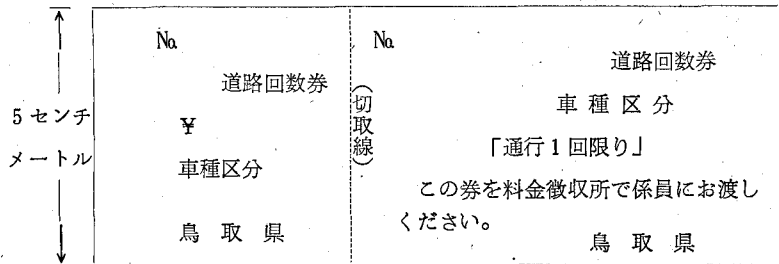 5センチ
メートル
№
道路回数券
¥
車種区分
鳥取県
(切取線)
№
道路回数券
車種区分
「通行1回限り」
この券を料金徴収所で係員にお渡し
ください。
鳥取県